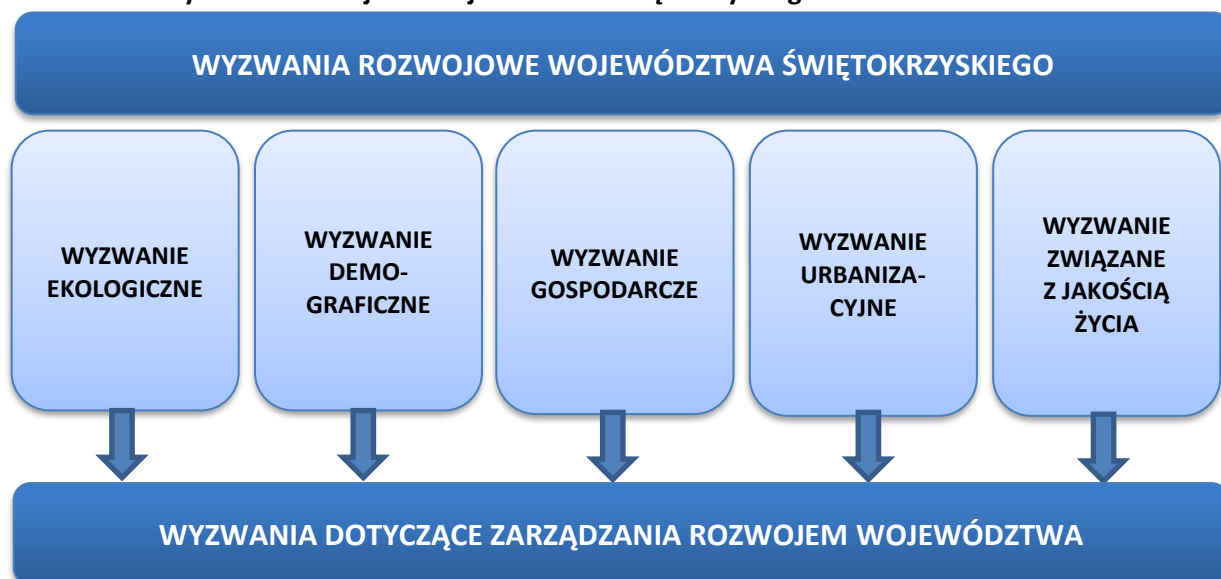 WYZWANIA ROZWOJOWE WOJEWÓDZTWA ŚWIĘTOKRZYSKIEGO
WYZWANIE
EKOLOGICZNE
WYZWANIE
DEMO-
GRAFICZNE
WYZWANIE
GOSPODARCZE
WYZWANIE
URBANIZA-
CYJNE
WYZWANIE
ZWIĄZANE
Z JAKOŚCIĄ
ŻYCIA
WYZWANIA DOTYCZĄCE ZARZĄDZANIA ROZWOJEM WOJEWÓDZTWA